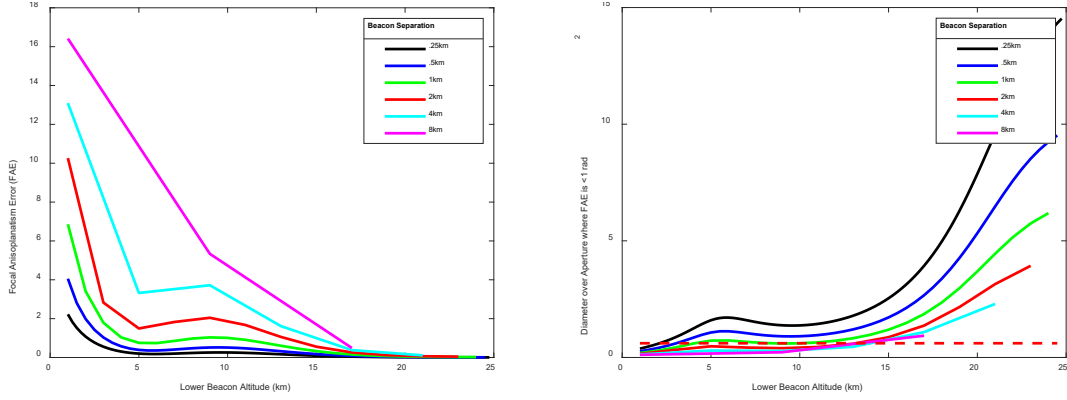 18
16
14
12
10
8
6
4
2
0
0
5
10
15
20
25
Focal Anisoplanatism Error (FAE)
Lower Beacon Altitude (km)
Beacon Separation
.25km
.5km
1km
2km
4km
8km
15
10
5
0
0
5
10
15
20
25
Diameter over Aperture where FAE is <1 rad
2
Lower Beacon Altitude (km)
Beacon Separation
.25km
.5km
1km
2km
4km
8km